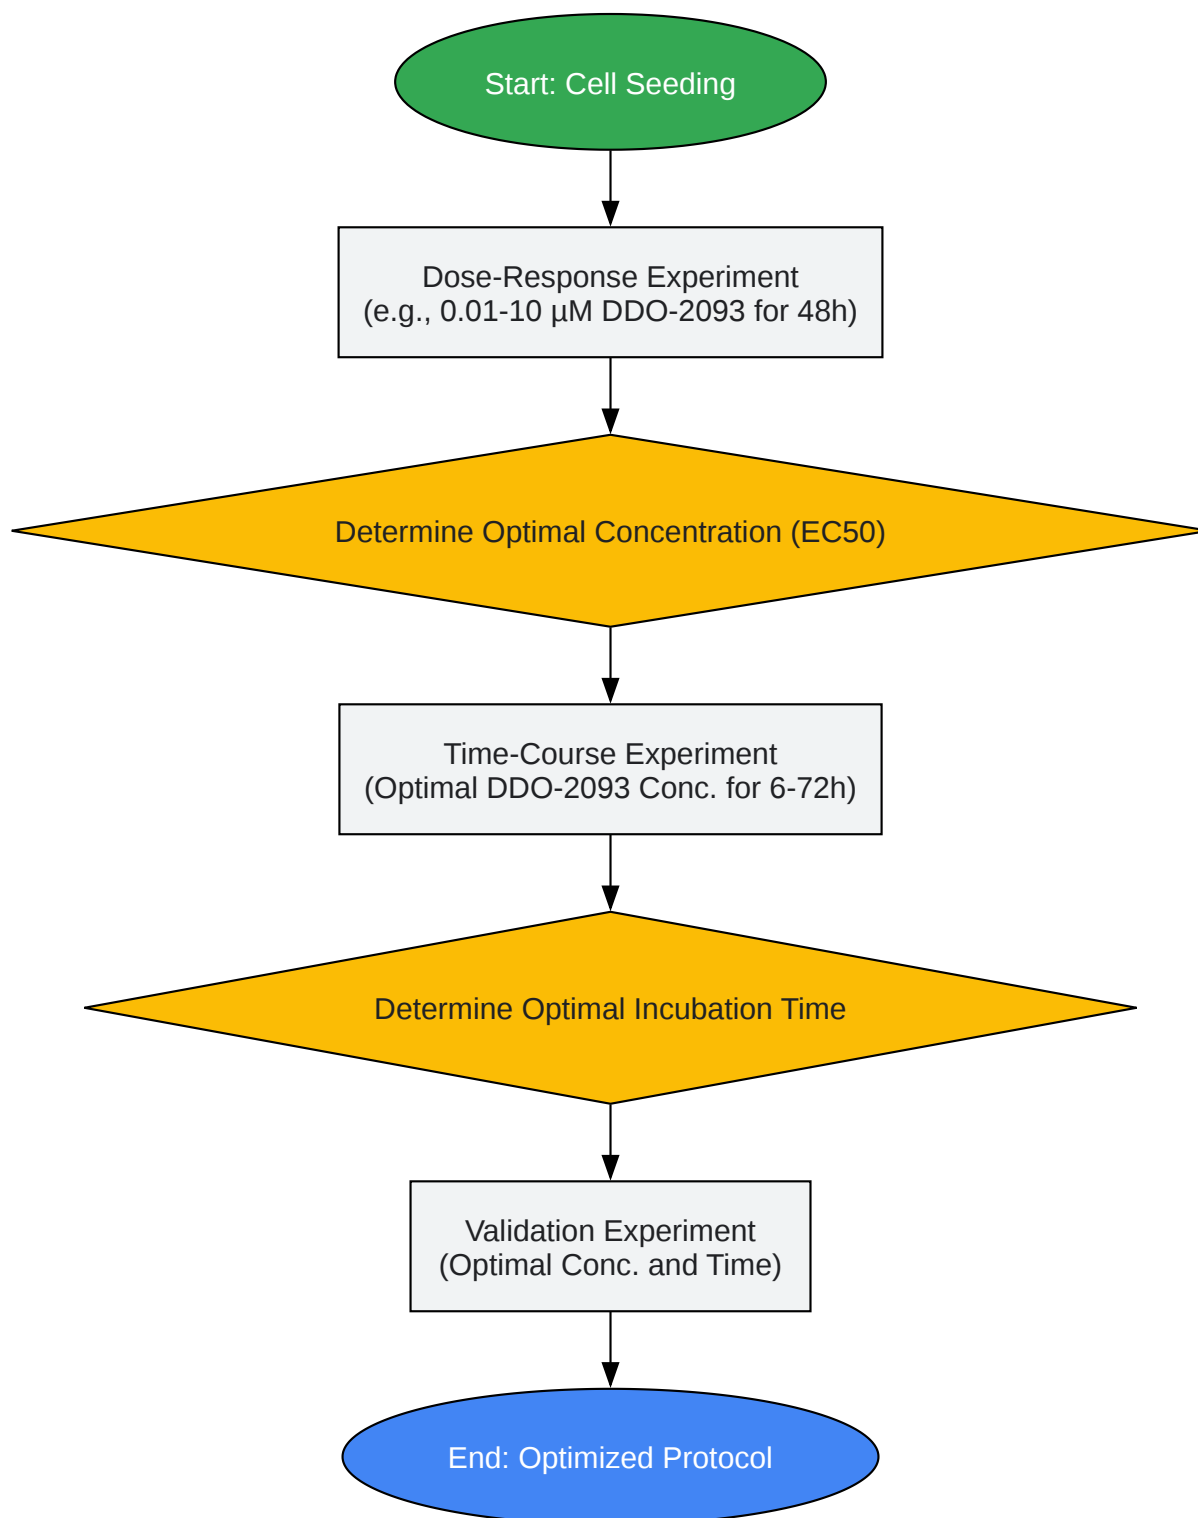 Start: Cell Seeding
Dose-Response Experiment
(e.g., 0.01-10 µM DDO-2093 for 48h)
Determine Optimal Concentration (EC50)
Time-Course Experiment
(Optimal DDO-2093 Conc. for 6-72h)
Determine Optimal Incubation Time
Validation Experiment
(Optimal Conc. and Time)
End: Optimized Protocol